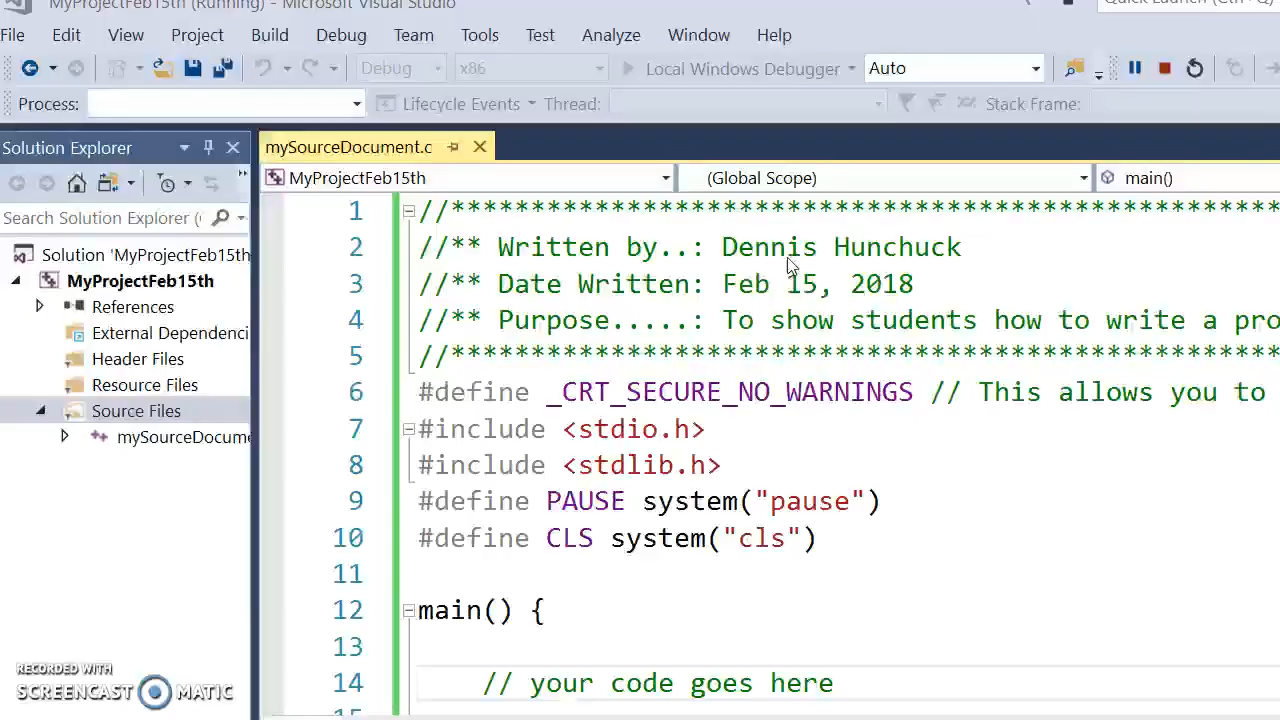 MyProjectFeb15th (Running) - Microsoft Visual Studio
File Edit View Project Build Debug Team Tools Test Analyze Window Help
Debug x86 Local Windows Debugger Auto
Process: Lifecycle Events Thread: Stack Frame:
Solution Explorer
mySourceDocument.c
MyProjectFeb15th (Global Scope) main()
Search Solution Explorer (
Solution 'MyProjectFeb15th
MyProjectFeb15th
References
External Dependenci
Header Files
Resource Files
Source Files
mySourceDocume
1 //******************************************************
2 //** Written by..: Dennis Hunchuck
3 //** Date Written: Feb 15, 2018
4 //** Purpose.....: To show students how to write a pro
5 //******************************************************
6 #define _CRT_SECURE_NO_WARNINGS // This allows you to
7 #include <stdio.h>
8 #include <stdlib.h>
9 #define PAUSE system("pause")
10 #define CLS system("cls")
11
12 main() {
13
14 // your code goes here
RECORDED WITH
SCREENCAST MATIC